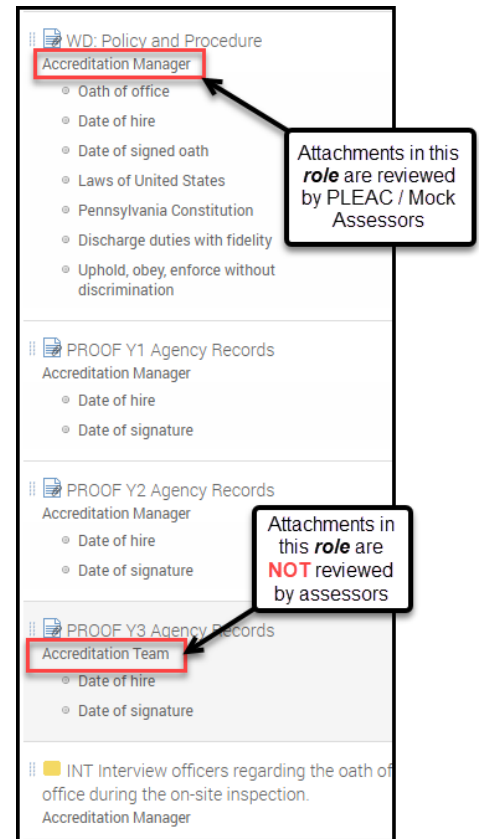 WD: Policy and Procedure
Accreditation Manager
Oath of office
Date of hire
Date of signed oath
Laws of United States
Pennsylvania Constitution
Discharge duties with fidelity
Uphold, obey, enforce without
discrimination
Attachments in this
role are reviewed
by PLEAC / Mock
Assessors
PROOF Y1 Agency Records
Accreditation Manager
Date of hire
Date of signature
PROOF Y2 Agency Records
Accreditation Manager
Date of hire
Date of signature
Attachments in
this role are
NOT reviewed
by assessors
PROOF Y3 Agency Records
Accreditation Team
Date of hire
Date of signature
INT Interview officers regarding the oath of
office during the on-site inspection.
Accreditation Manager